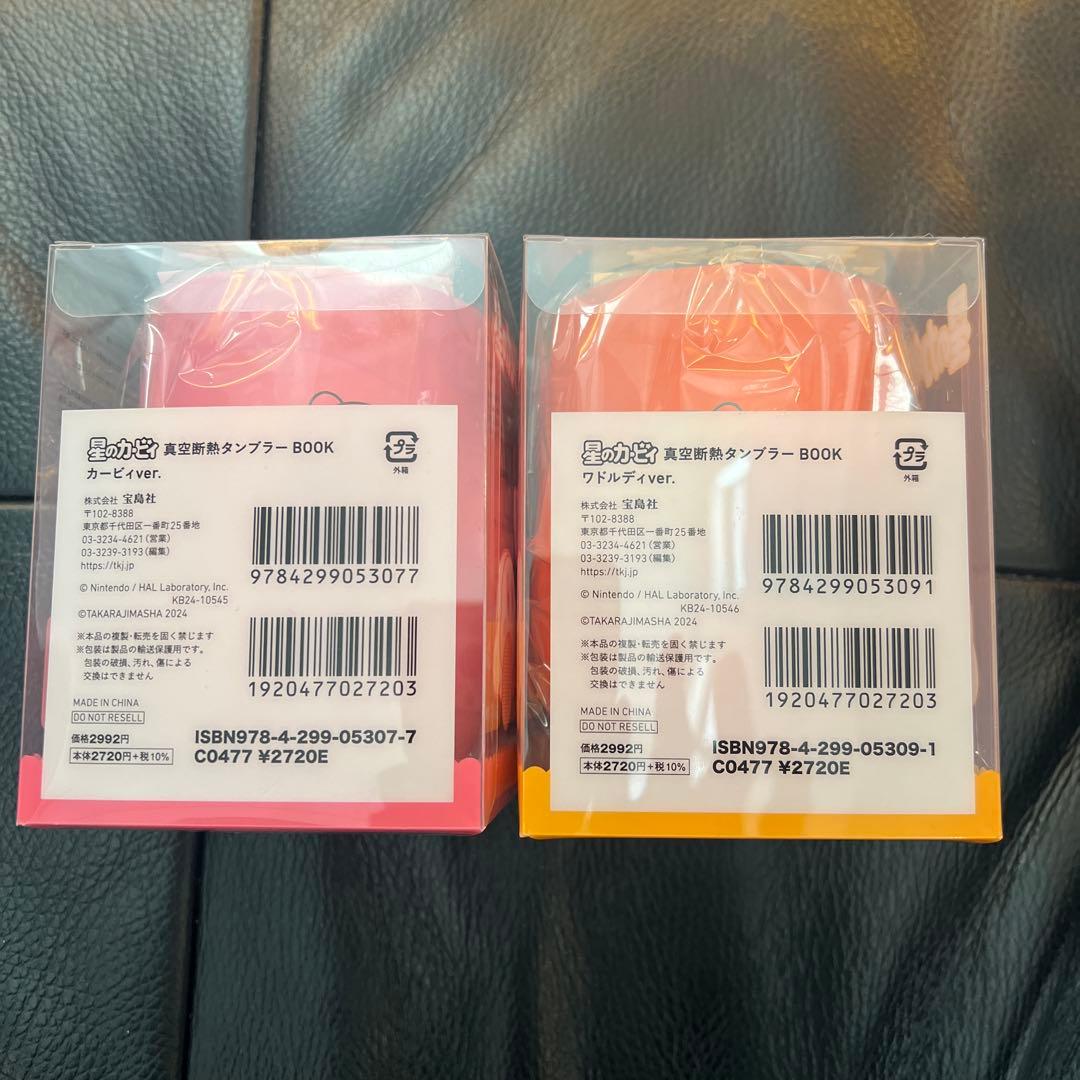 星のカービィ 真空断熱タンブラー BOOK
カービィver.
プラ
外箱
株式会社 宝島社
〒102-8388
東京都千代田区一番町25番地
03-3234-4621(営業)
03-3239-3193(編集)
https://tkj.jp
© Nintendo / HAL Laboratory, Inc.
KB24-10545
©TAKARAJIMASHA 2024
※本品の複製・転売を固く禁じます
※包装は製品の輸送保護用です。
包装の破損、汚れ、傷による
交換はできません
MADE IN CHINA
DO NOT RESELL
価格2992円
本体2720円+税10%
9784299053077
1920477027203
ISBN978-4-299-05307-7
C0477 ¥2720E
星のカービィ 真空断熱タンブラー BOOK
ワドルディver.
プラ
外箱
株式会社 宝島社
〒102-8388
東京都千代田区一番町25番地
03-3234-4621(営業)
03-3239-3193(編集)
https://tkj.jp
© Nintendo / HAL Laboratory, Inc.
KB24-10546
©TAKARAJIMASHA 2024
※本品の複製・転売を固く禁じます
※包装は製品の輸送保護用です。
包装の破損、汚れ、傷による
交換はできません
MADE IN CHINA
DO NOT RESELL
価格2992円
本体2720円+税10%
9784299053091
1920477027203
ISBN978-4-299-05309-1
C0477 ¥2720E